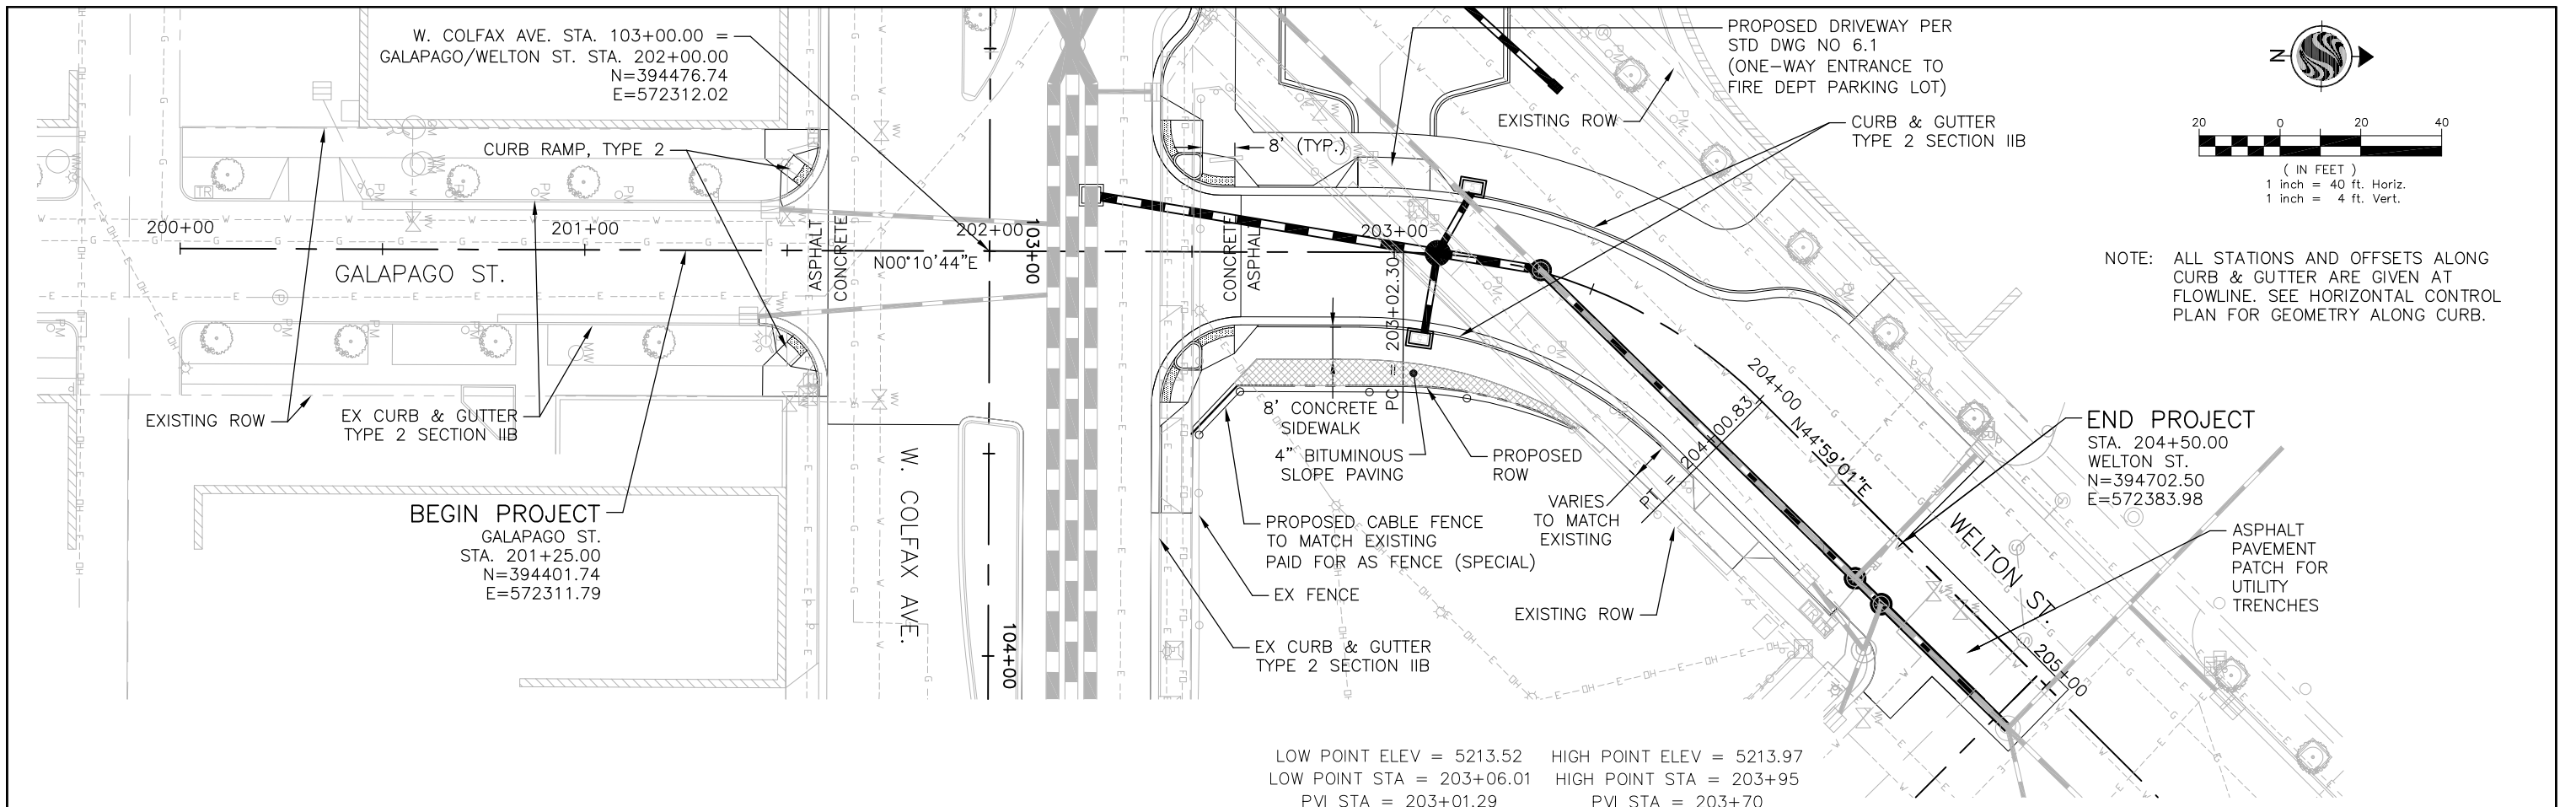 W. COLFAX AVE. STA. 103+00.00 =
GALAPAGO/WELTON ST. STA. 202+00.00
N=394476.74
E=572312.02
CURB RAMP, TYPE 2
200+00
201+00
202+00
203+00
103+00
N00°10'44"E
GALAPAGO ST.
ASPHALT
CONCRETE
CONCRETE
ASPHALT
EXISTING ROW
EX CURB & GUTTER
TYPE 2 SECTION IIB
BEGIN PROJECT
GALAPAGO ST.
STA. 201+25.00
N=394401.74
E=572311.79
W. COLFAX AVE.
104+00
8' (TYP.)
PROPOSED DRIVEWAY PER
STD DWG NO 6.1
(ONE-WAY ENTRANCE TO
FIRE DEPT PARKING LOT)
EXISTING ROW
CURB & GUTTER
TYPE 2 SECTION IIB
PC = 203+02.30
8' CONCRETE
SIDEWALK
4" BITUMINOUS
SLOPE PAVING
PROPOSED
ROW
PROPOSED CABLE FENCE
TO MATCH EXISTING
PAID FOR AS FENCE (SPECIAL)
EX FENCE
EX CURB & GUTTER
TYPE 2 SECTION IIB
VARIES
TO MATCH
EXISTING
EXISTING ROW
PT = 204+00.83
204+00
N44°59'01"E
WELTON ST.
205+00
END PROJECT
STA. 204+50.00
WELTON ST.
N=394702.50
E=572383.98
ASPHALT
PAVEMENT
PATCH FOR
UTILITY
TRENCHES
N
20 0 20 40
( IN FEET )
1 inch = 40 ft. Horiz.
1 inch = 4 ft. Vert.
NOTE: ALL STATIONS AND OFFSETS ALONG
CURB & GUTTER ARE GIVEN AT
FLOWLINE. SEE HORIZONTAL CONTROL
PLAN FOR GEOMETRY ALONG CURB.
LOW POINT ELEV = 5213.52 HIGH POINT ELEV = 5213.97
LOW POINT STA = 203+06.01 HIGH POINT STA = 203+95
PVI STA = 203+01.29 PVI STA = 203+70